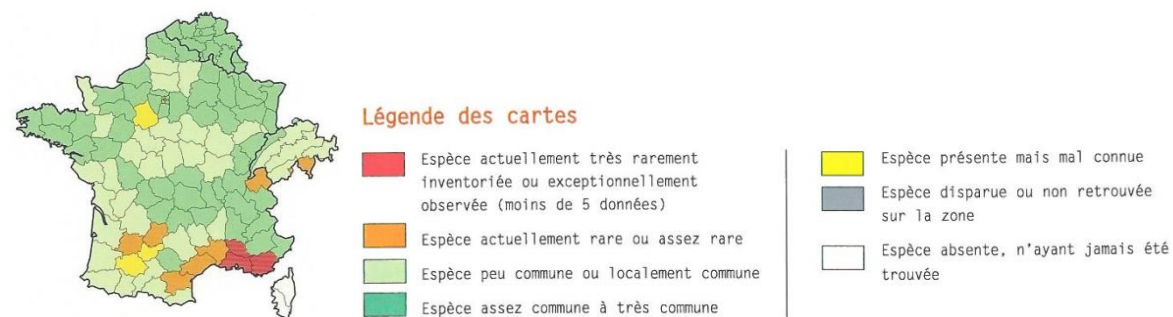 Légende des cartes
Espèce actuellement très rarement
inventoriée ou exceptionnellement
observée (moins de 5 données)
Espèce actuellement rare ou assez rare
Espèce peu commune ou localement commune
Espèce assez commune à très commune
Espèce présente mais mal connue
Espèce disparue ou non retrouvée
sur la zone
Espèce absente, n'ayant jamais été
trouvée